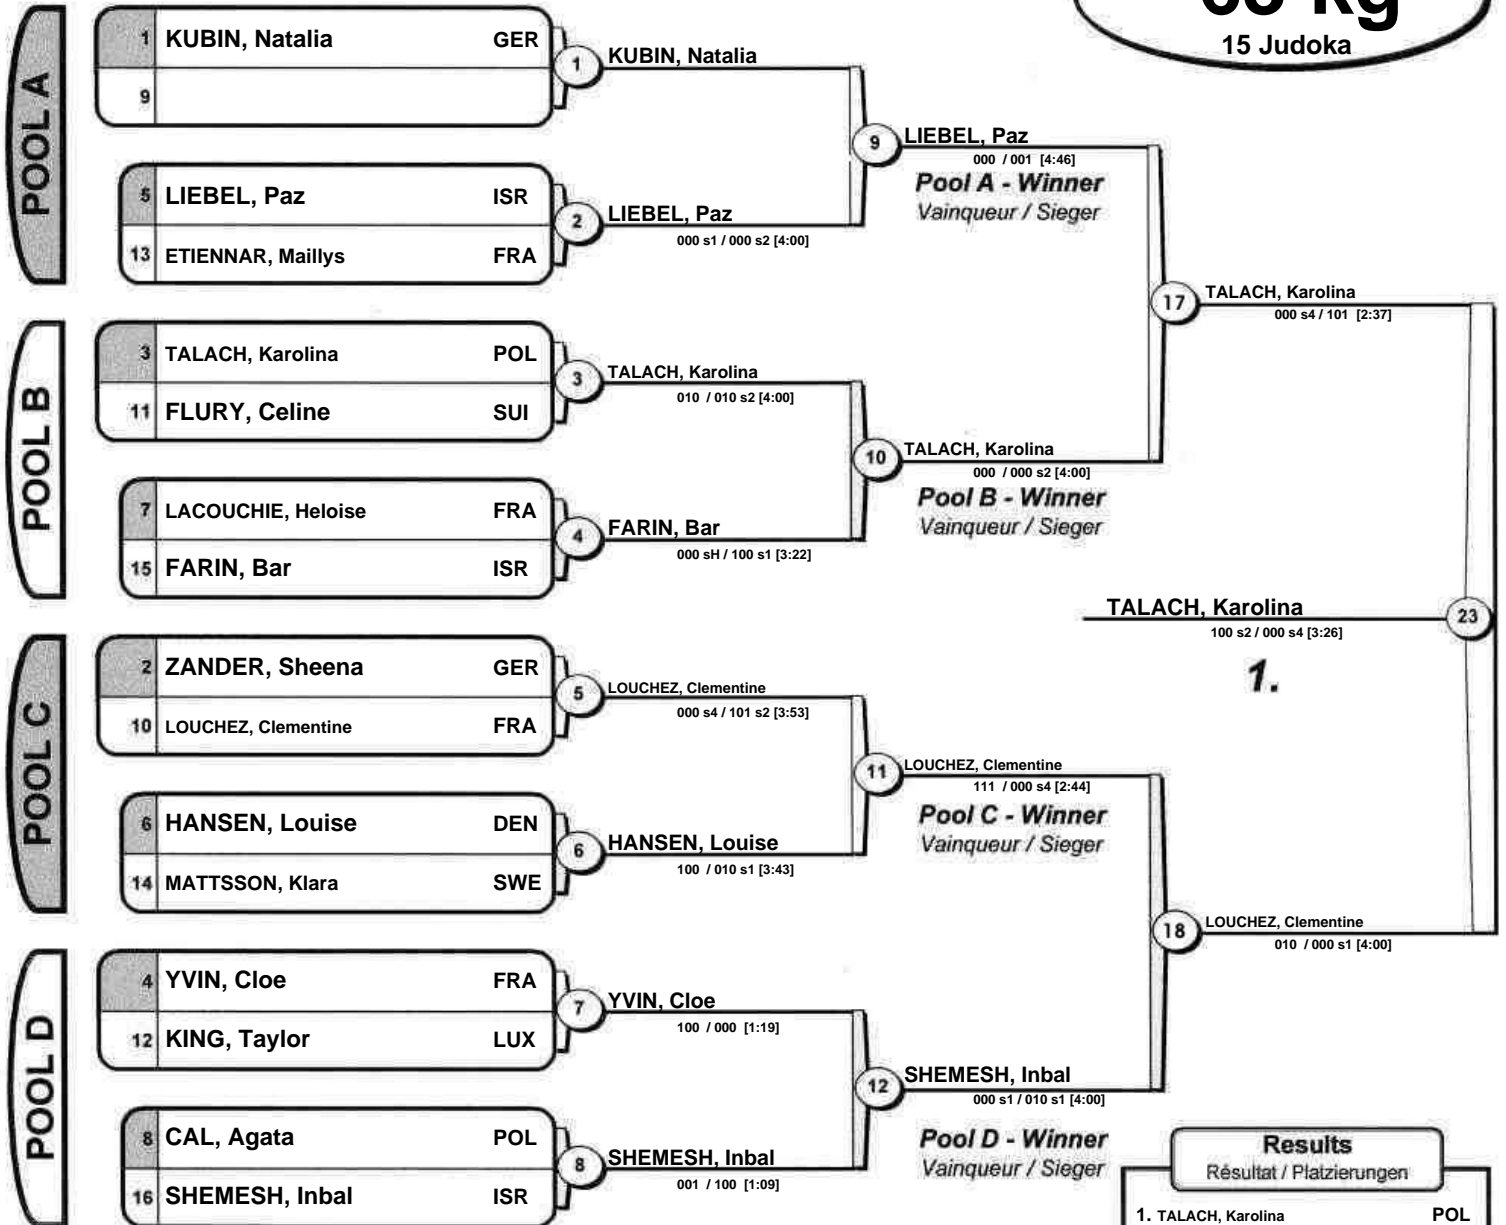 kg
15 Judoka
POOL A
1 KUBIN, Natalia GER
9
1
KUBIN, Natalia
5 LIEBEL, Paz ISR
13 ETIENNAR, Maillys FRA
2
LIEBEL, Paz
000 s1 / 000 s2 [4:00]
9
LIEBEL, Paz
000 / 001 [4:46]
Pool A - Winner
Vainqueur / Sieger
POOL B
3 TALACH, Karolina POL
11 FLURY, Celine SUI
3
TALACH, Karolina
010 / 010 s2 [4:00]
7 LACOUCHIE, Heloise FRA
15 FARIN, Bar ISR
4
FARIN, Bar
000 sH / 100 s1 [3:22]
10
TALACH, Karolina
000 / 000 s2 [4:00]
Pool B - Winner
Vainqueur / Sieger
17
TALACH, Karolina
000 s4 / 101 [2:37]
POOL C
2 ZANDER, Sheena GER
10 LOUCHEZ, Clementine FRA
5
LOUCHEZ, Clementine
000 s4 / 101 s2 [3:53]
6 HANSEN, Louise DEN
14 MATTSSON, Klara SWE
6
HANSEN, Louise
100 / 010 s1 [3:43]
11
LOUCHEZ, Clementine
111 / 000 s4 [2:44]
Pool C - Winner
Vainqueur / Sieger
POOL D
4 YVIN, Cloe FRA
12 KING, Taylor LUX
7
YVIN, Cloe
100 / 000 [1:19]
8 CAL, Agata POL
16 SHEMESH, Inbal ISR
8
SHEMESH, Inbal
001 / 100 [1:09]
12
SHEMESH, Inbal
000 s1 / 010 s1 [4:00]
Pool D - Winner
Vainqueur / Sieger
18
LOUCHEZ, Clementine
010 / 000 s1 [4:00]
TALACH, Karolina
23
100 s2 / 000 s4 [3:26]
1.
Results
Résultat / Platzierungen
1. TALACH, Karolina POL